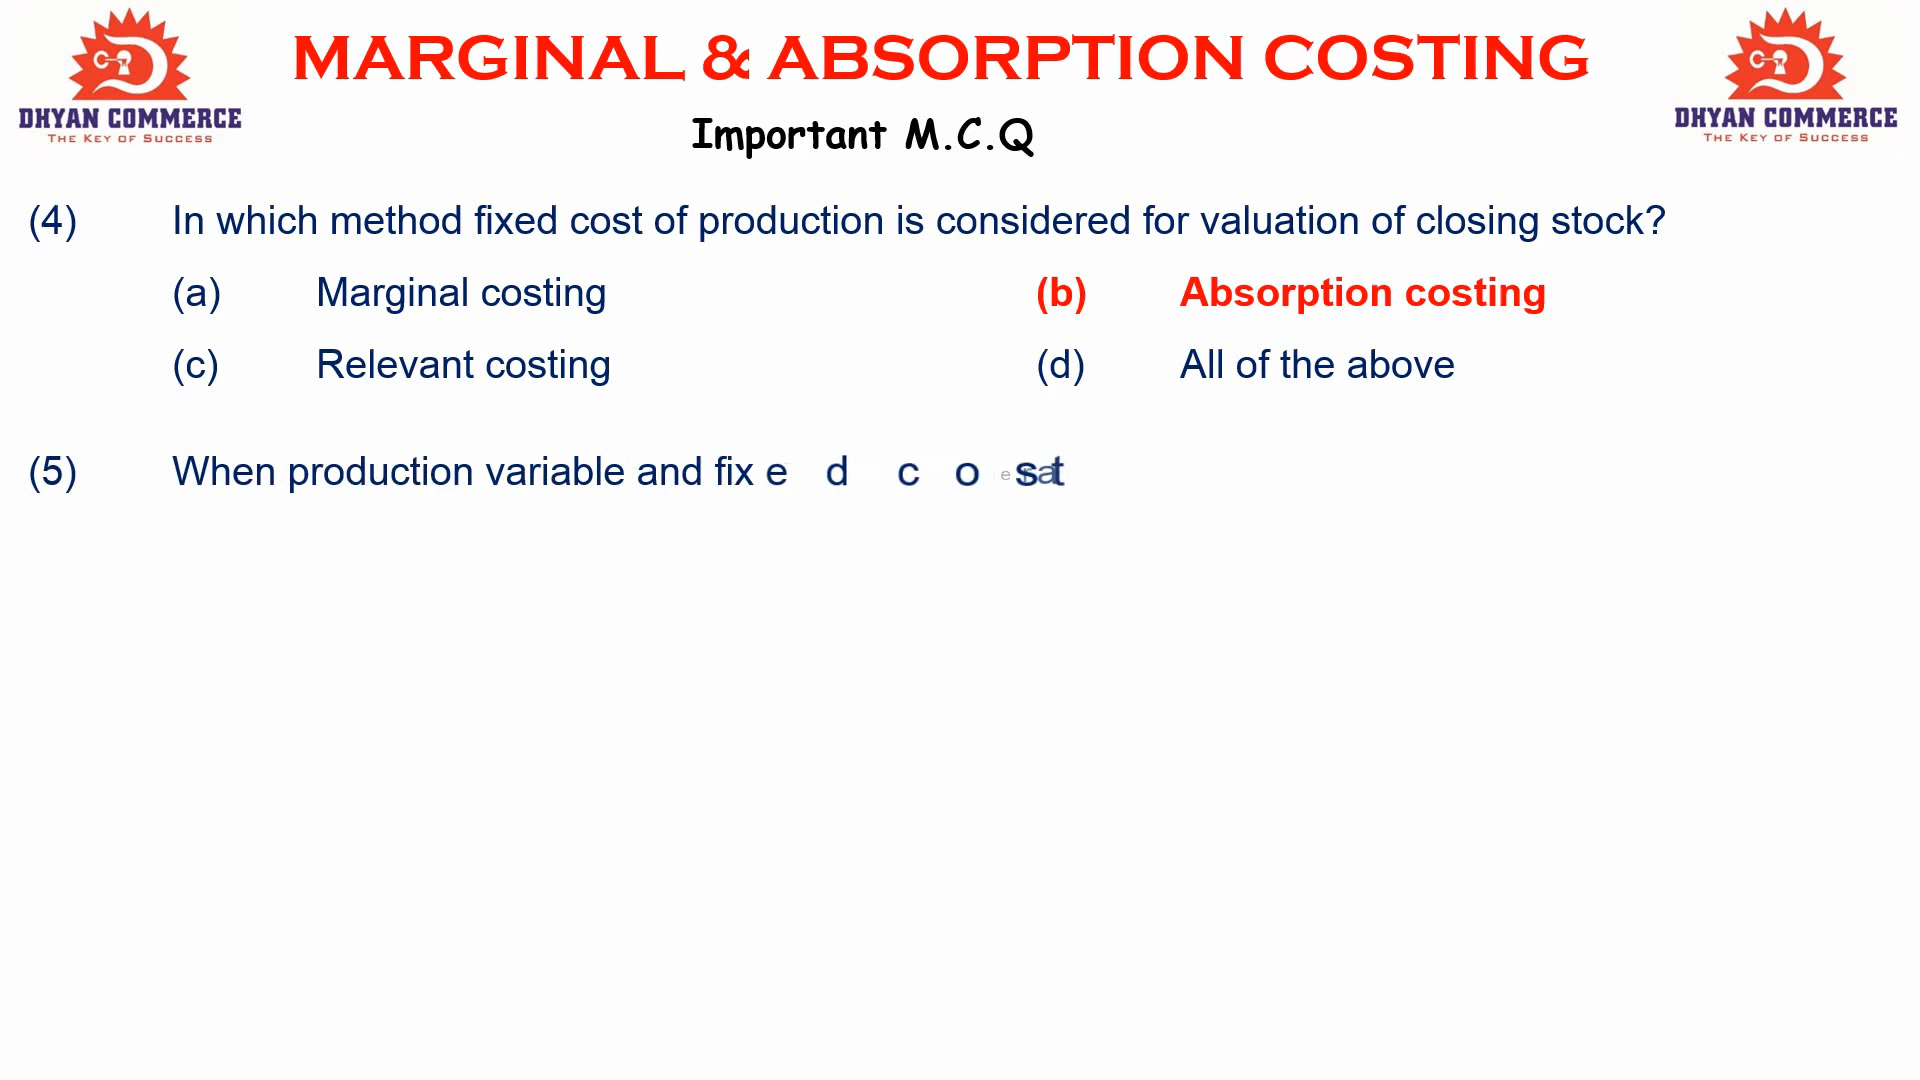 MARGINAL & ABSORPTION COSTING
DHYAN COMMERCE
The Key of Success
DHYAN COMMERCE
The Key of Success
Important M.C.Q
(4) In which method fixed cost of production is considered for valuation of closing stock?
(a) Marginal costing (b) Absorption costing
(c) Relevant costing (d) All of the above
(5) When production variable and fixed cost